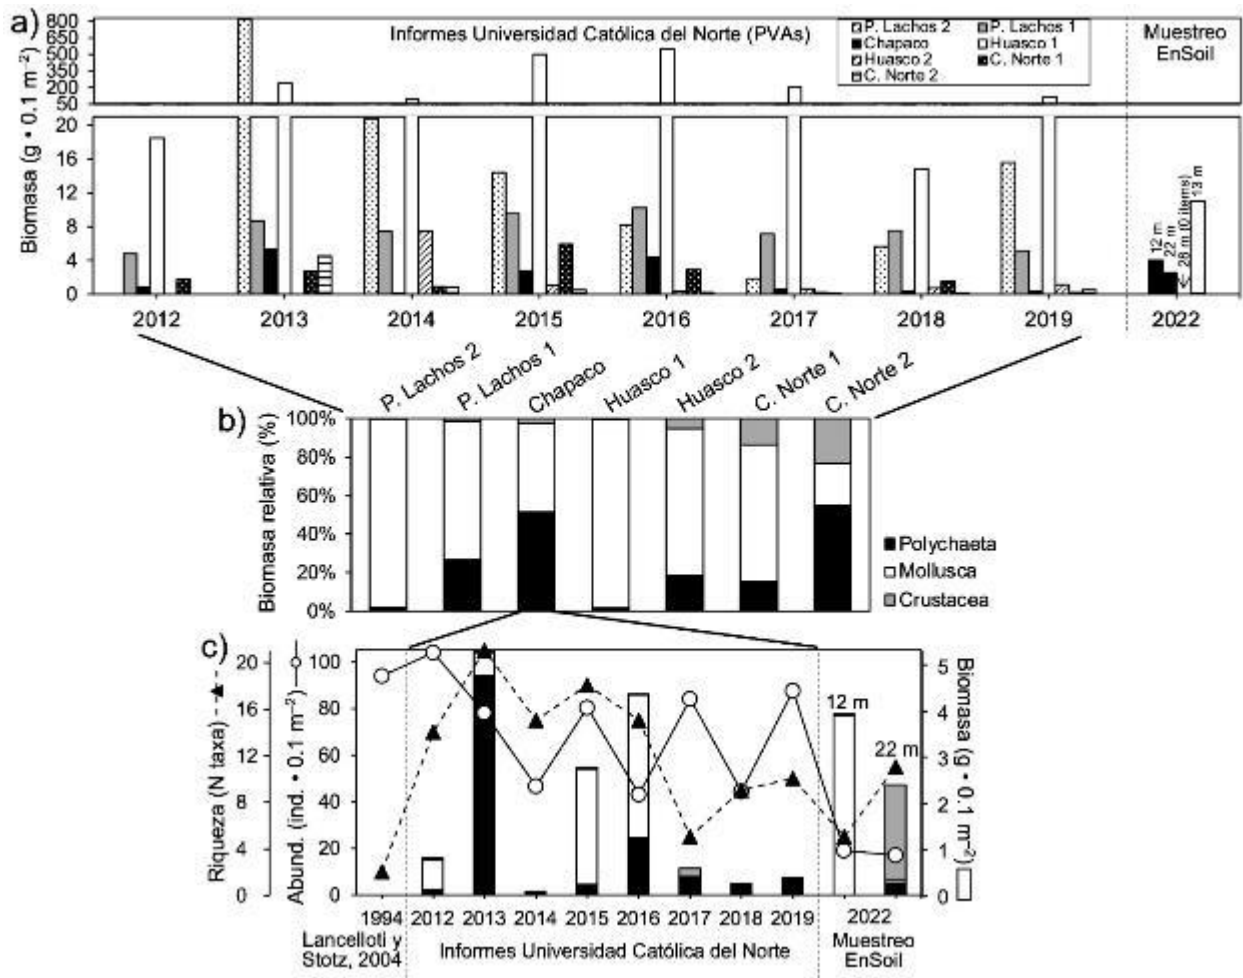 a)
Biomasa (g • 0.1 m⁻²)
800
650
500
350
200
50
20
16
12
8
4
0
Informes Universidad Católica del Norte (PVAs)
P. Lachos 2
P. Lachos 1
Chapaco
Huasco 1
Huasco 2
C. Norte 1
C. Norte 2
Muestreo
EnSoil
12 m
22 m
28 m (0 items)
13 m
2012 2013 2014 2015 2016 2017 2018 2019 2022
P. Lachos 2
P. Lachos 1
Chapaco
Huasco 1
Huasco 2
C. Norte 1
C. Norte 2
b)
Biomasa relativa (%)
100%
80%
60%
40%
20%
0%
Polychaeta
Mollusca
Crustacea
c)
Riqueza (N taxa)
20
16
12
8
4
0
Abund. (ind. • 0.1 m⁻²)
100
80
60
40
20
0
12 m
22 m
5
4
3
2
1
0
Biomasa (g • 0.1 m⁻²)
1994 2012 2013 2014 2015 2016 2017 2018 2019 2022
Lancelloti y
Stotz, 2004
Informes Universidad Católica del Norte
Muestreo
EnSoil